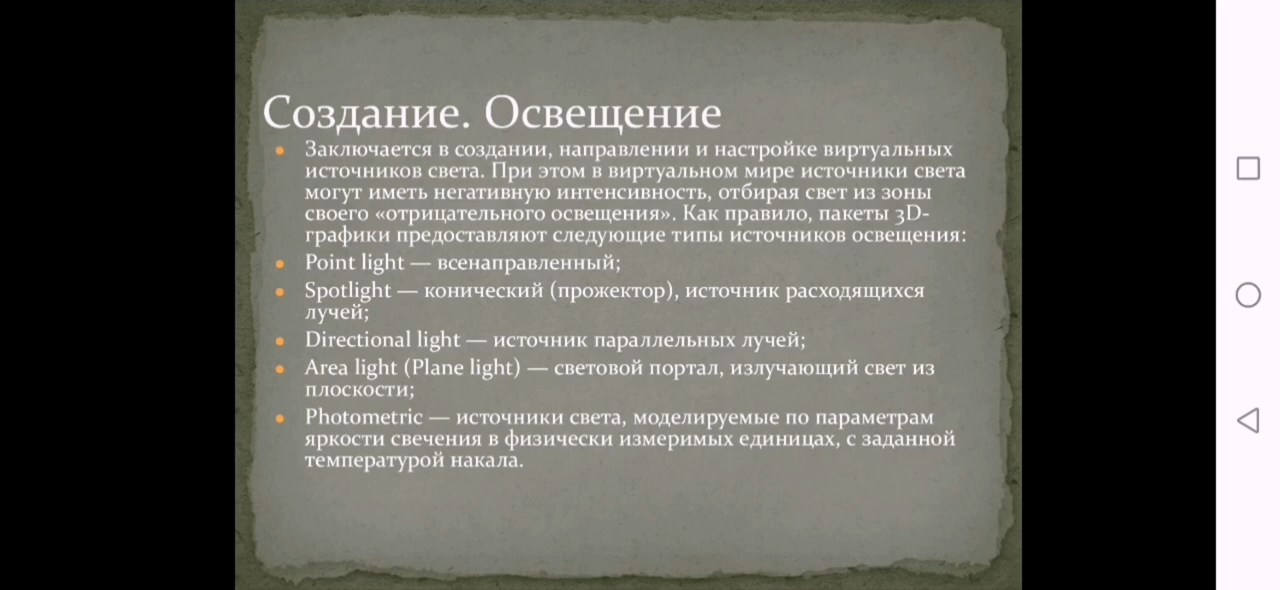 Создание. Освещение
Заключается в создании, направлении и настройке виртуальных
источников света. При этом в виртуальном мире источники света
могут иметь негативную интенсивность, отбирая свет из зоны
своего «отрицательного освещения». Как правило, пакеты 3D-
графики предоставляют следующие типы источников освещения:
Point light — всенаправленный;
Spotlight — конический (прожектор), источник расходящихся
лучей;
Directional light — источник параллельных лучей;
Area light (Plane light) — световой портал, излучающий свет из
плоскости;
Photometric — источники света, моделируемые по параметрам
яркости свечения в физически измеримых единицах, с заданной
температурой накала.